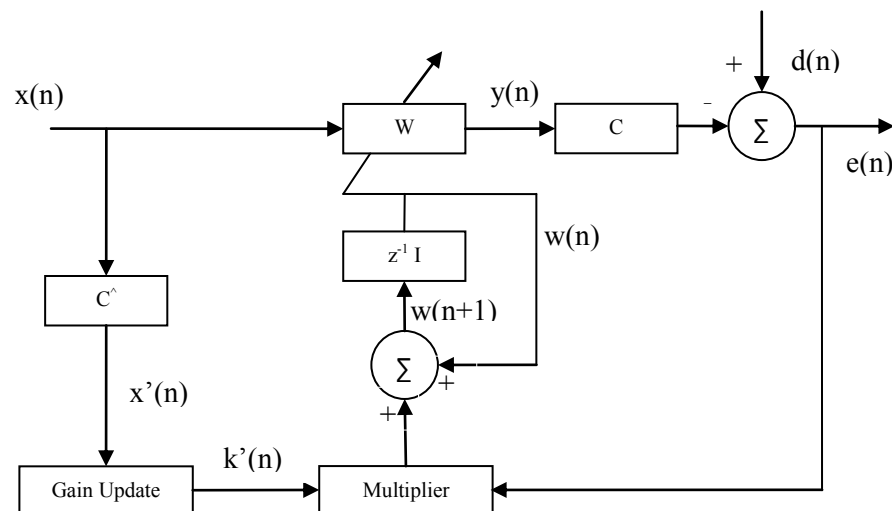 x(n)
W
y(n)
C
-
+
d(n)
∑
e(n)
w(n)
z⁻¹ I
C^
w(n+1)
∑
+
+
x’(n)
Gain Update
k’(n)
Multiplier